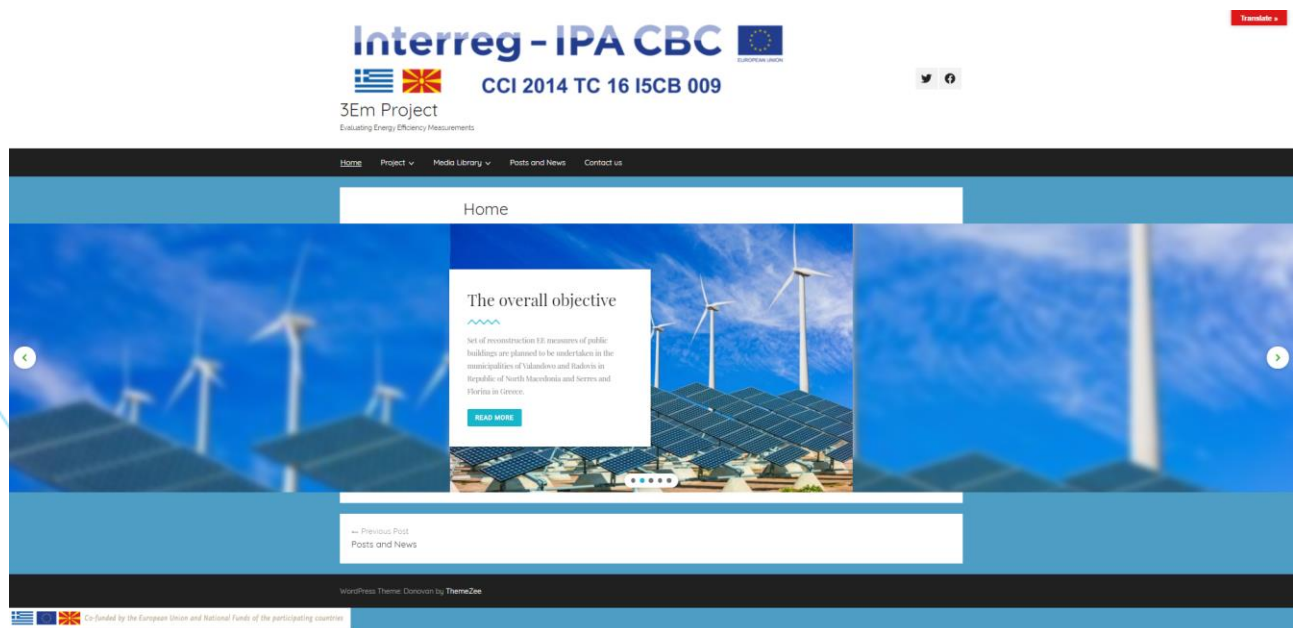 Translate »
Interreg - IPA CBC
EUROPEAN UNION
CCI 2014 TC 16 I5CB 009
3Em Project
Evaluating Energy Efficiency Measurements
Home Project Media Library Posts and News Contact us
Home
The overall objective
Set of reconstruction EE measures of public
buildings are planned to be undertaken in the
municipalities of Valandovo and Radovis in
Republic of North Macedonia and Serres and
Florina in Greece.
READ MORE
← Previous Post
Posts and News
WordPress Theme: Donovan by ThemeZee
Co-funded by the European Union and National Funds of the participating countries